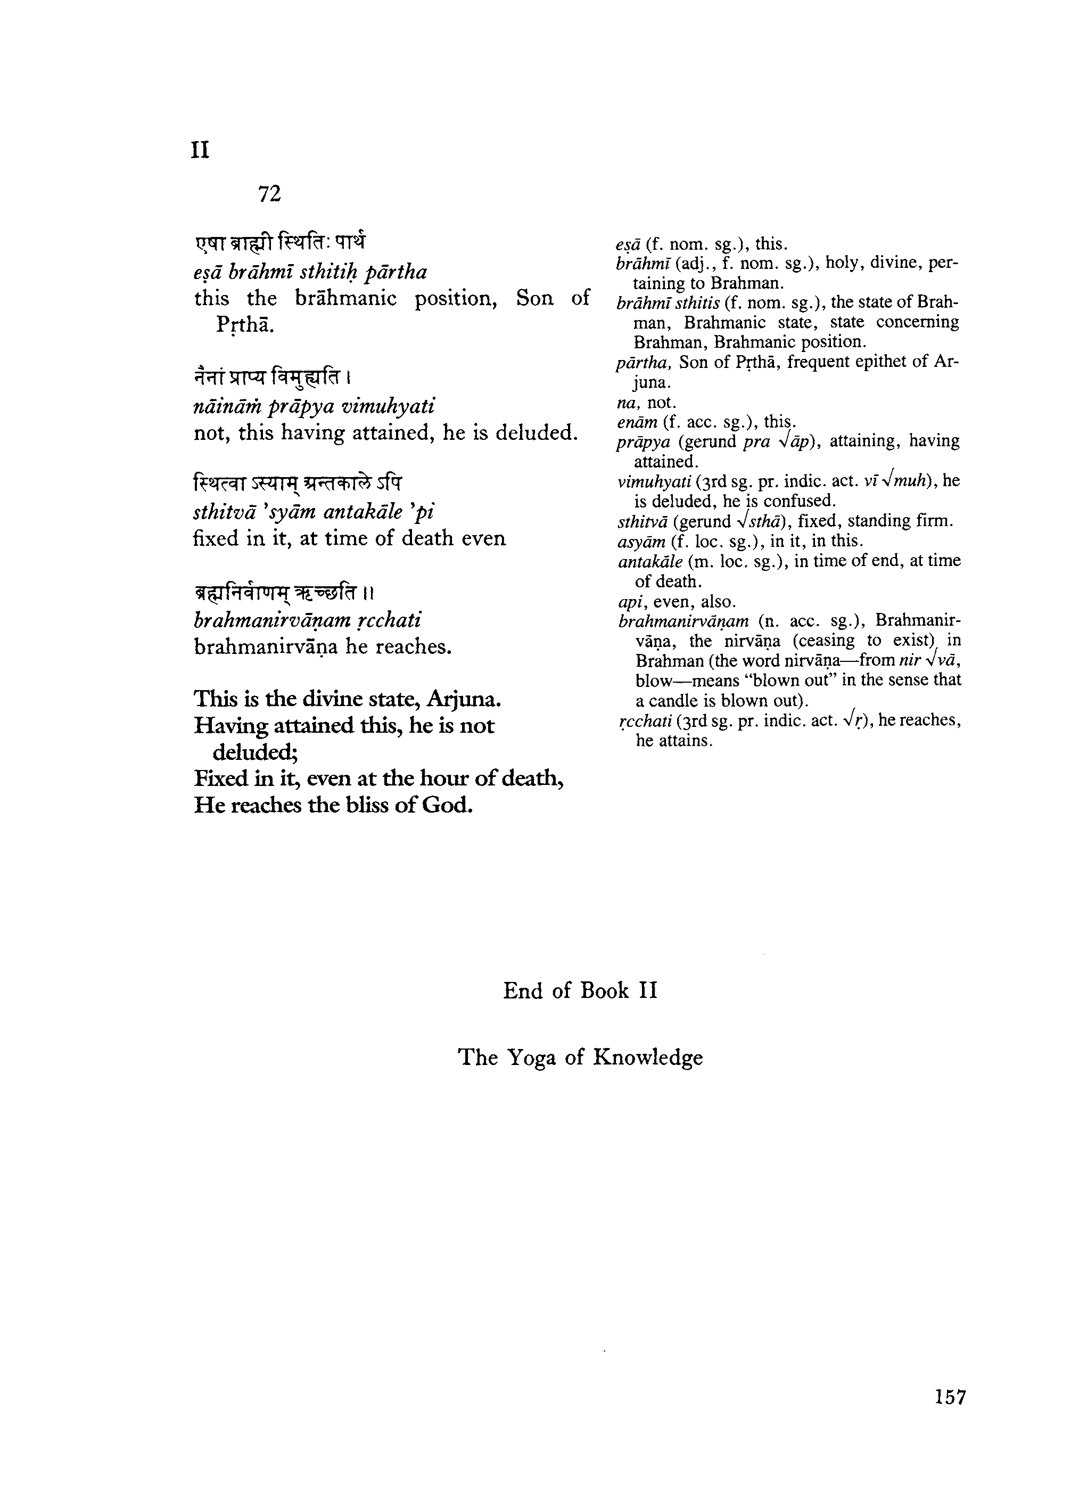 II
72
एषा ब्राह्मी स्थितिः पार्थ
eṣā brāhmī sthitiḥ pārtha
this the brāhmanic position, Son of
Pṛthā.
नैनां प्राप्य विमुह्यति ।
nāinām̐ prāpya vimuhyati
not, this having attained, he is deluded.
स्थित्वा ऽस्याम् अन्तकाले ऽपि
sthitvā ’syām antakāle ’pi
fixed in it, at time of death even
ब्रह्मनिर्वाणम् ऋच्छति ॥
brahmanirvāṇam ṛcchati
brahmanirvāṇa he reaches.
This is the divine state, Arjuna.
Having attained this, he is not
deluded;
Fixed in it, even at the hour of death,
He reaches the bliss of God.
eṣā (f. nom. sg.), this.
brāhmī (adj., f. nom. sg.), holy, divine, per-
taining to Brahman.
brāhmī sthitis (f. nom. sg.), the state of Brah-
man, Brahmanic state, state concerning
Brahman, Brahmanic position.
pārtha, Son of Pṛthā, frequent epithet of Ar-
juna.
na, not.
enām (f. acc. sg.), this.
prāpya (gerund pra √āp), attaining, having
attained.
vimuhyati (3rd sg. pr. indic. act. vī √muh), he
is deluded, he is confused.
sthitvā (gerund √sthā), fixed, standing firm.
asyām (f. loc. sg.), in it, in this.
antakāle (m. loc. sg.), in time of end, at time
of death.
api, even, also.
brahmanirvāṇam (n. acc. sg.), Brahmanir-
vāṇa, the nirvāṇa (ceasing to exist) in
Brahman (the word nirvāṇa—from nir √vā,
blow—means “blown out” in the sense that
a candle is blown out).
ṛcchati (3rd sg. pr. indic. act. √ṛ), he reaches,
he attains.
End of Book II
The Yoga of Knowledge
157